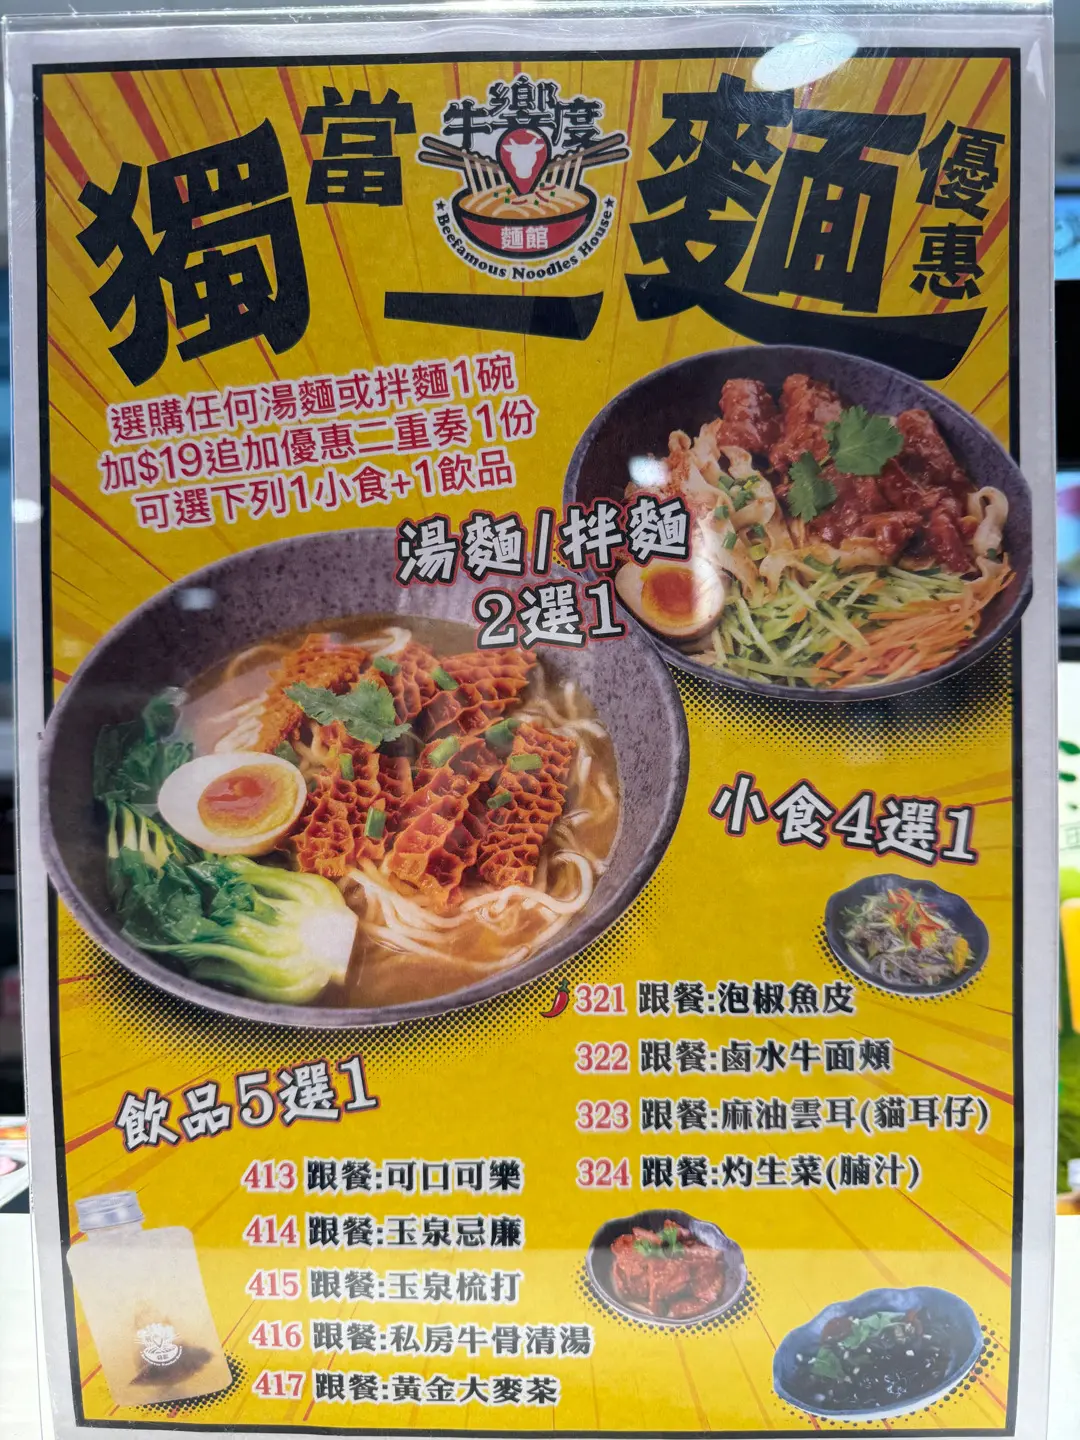 獨當一麵優惠
牛饗度
麵館
★Beefamous Noodles House★
選購任何湯麵或拌麵1碗
加$19追加優惠二重奏1份
可選下列1小食+1飲品
湯麵/拌麵
2選1
小食4選1
321 跟餐:泡椒魚皮
322 跟餐:鹵水牛面頰
323 跟餐:麻油雲耳(貓耳仔)
324 跟餐:灼生菜(腩汁)
飲品5選1
413 跟餐:可口可樂
414 跟餐:玉泉忌廉
415 跟餐:玉泉梳打
416 跟餐:私房牛骨清湯
417 跟餐:黃金大麥茶